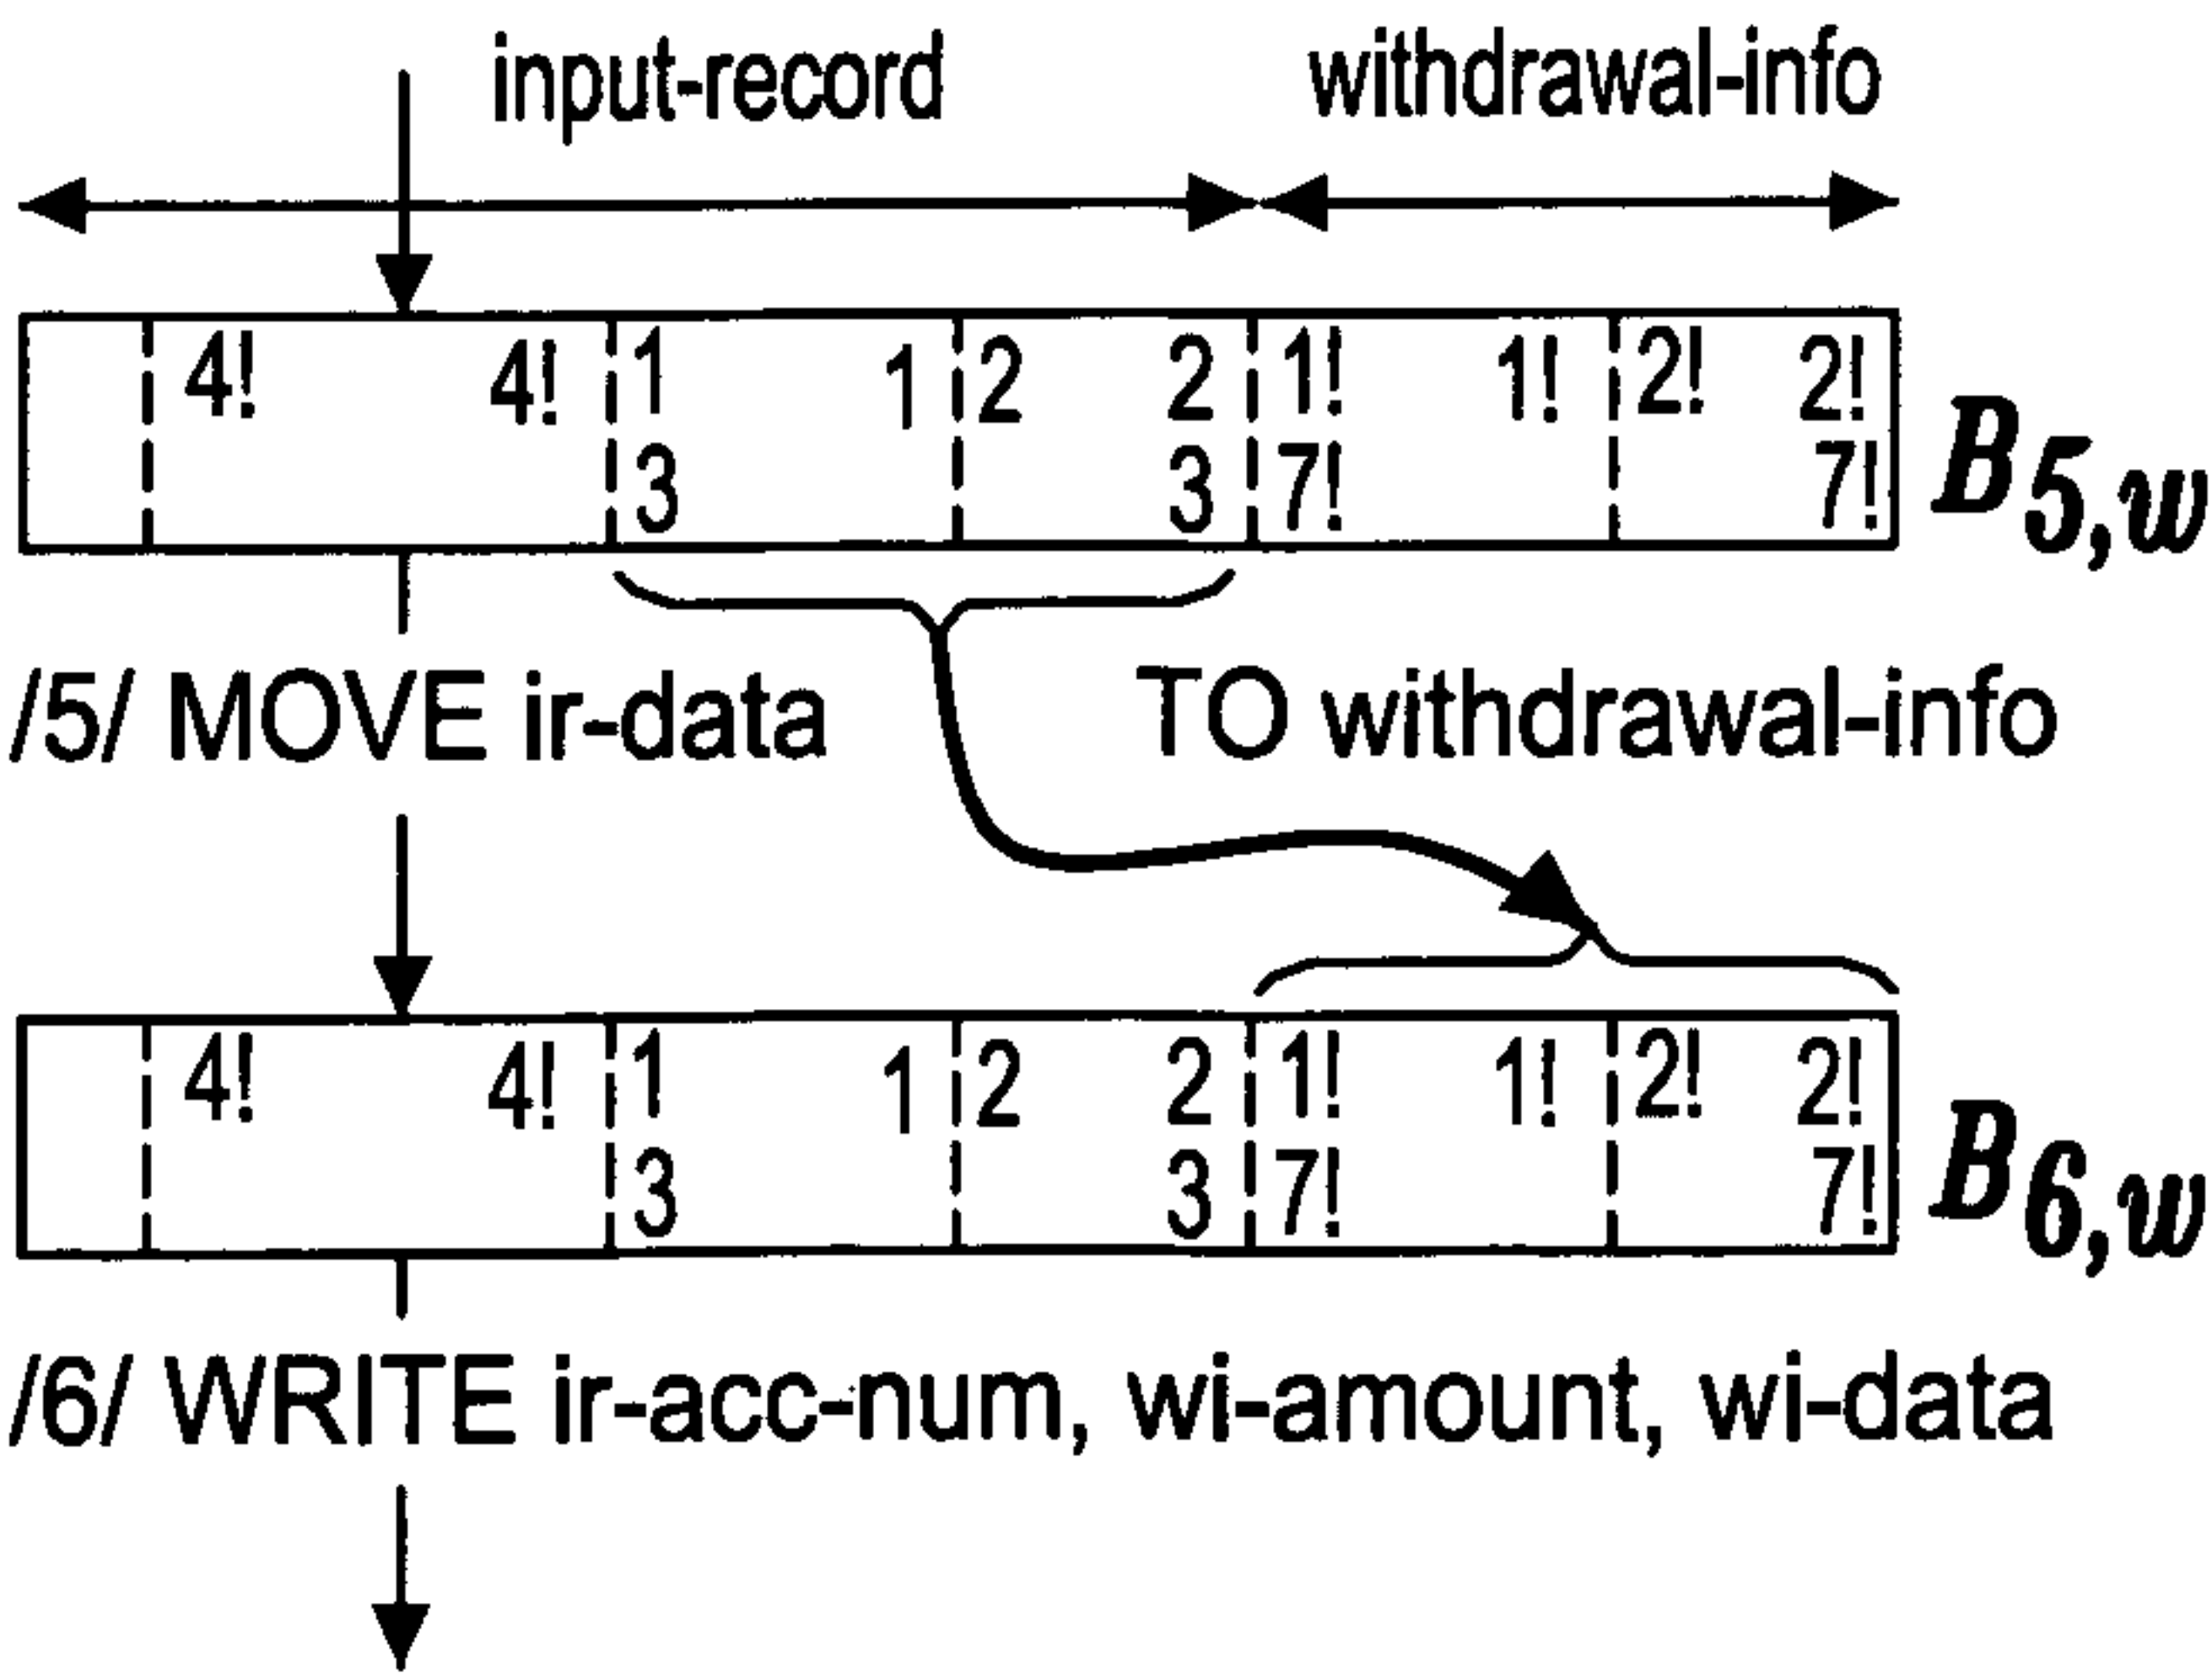 input-record withdrawal-info
4! 4! 1 1 2 2 1! 1! 2! 2!
3 3 7! 7!
B5,w
/5/ MOVE ir-data TO withdrawal-info
4! 4! 1 1 2 2 1! 1! 2! 2!
3 3 7! 7!
B6,w
/6/ WRITE ir-acc-num, wi-amount, wi-data